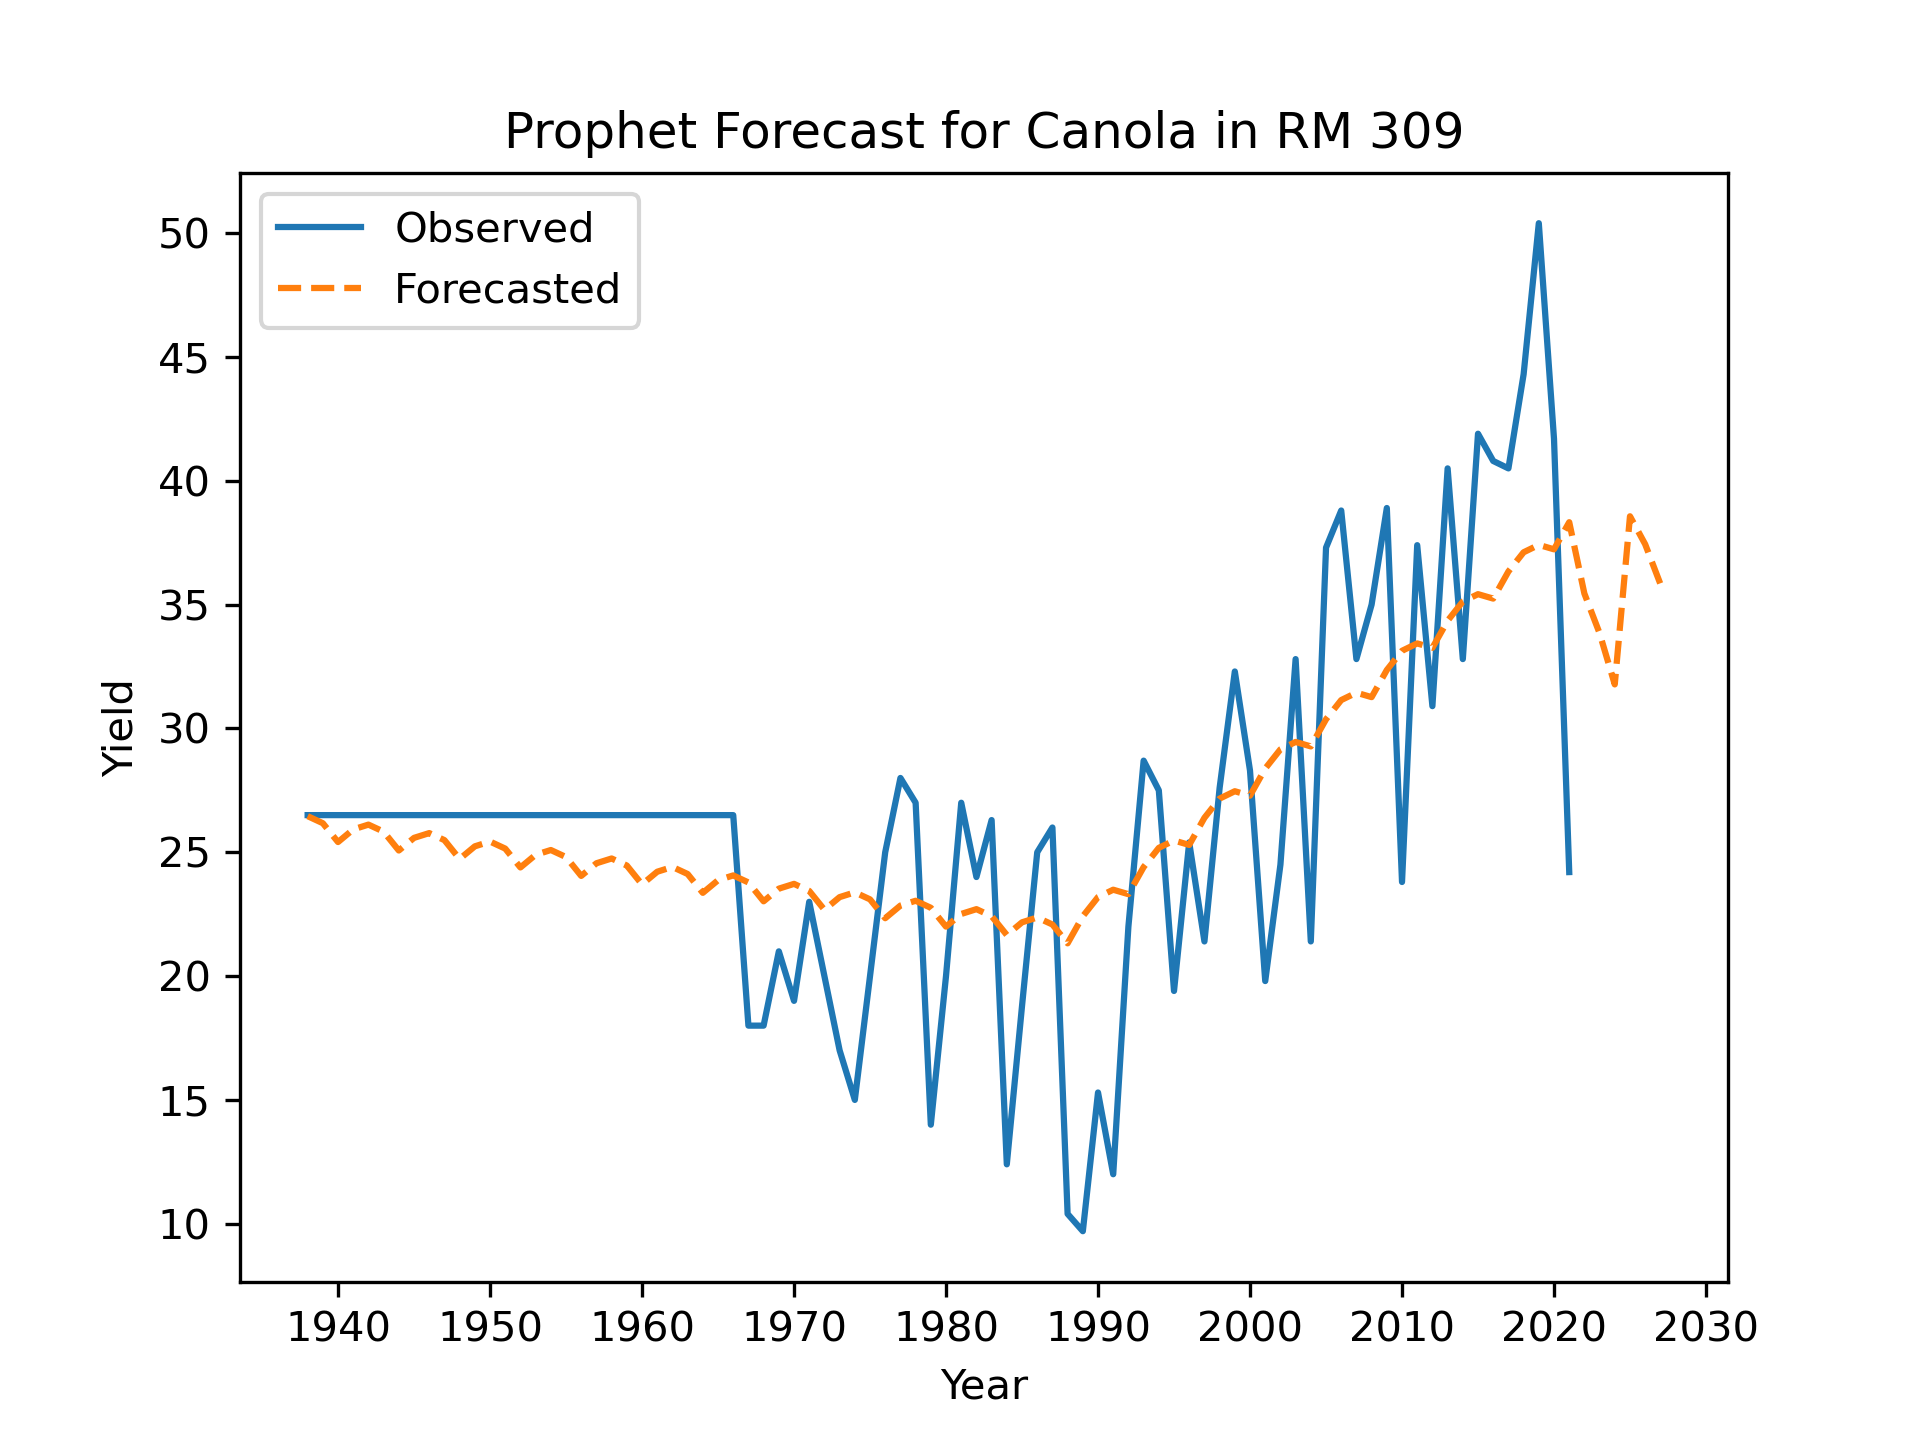 Prophet Forecast for Canola in RM 309
Observed
Forecasted
50
45
40
35
30
25
20
15
10
Yield
1940 1950 1960 1970 1980 1990 2000 2010 2020 2030
Year